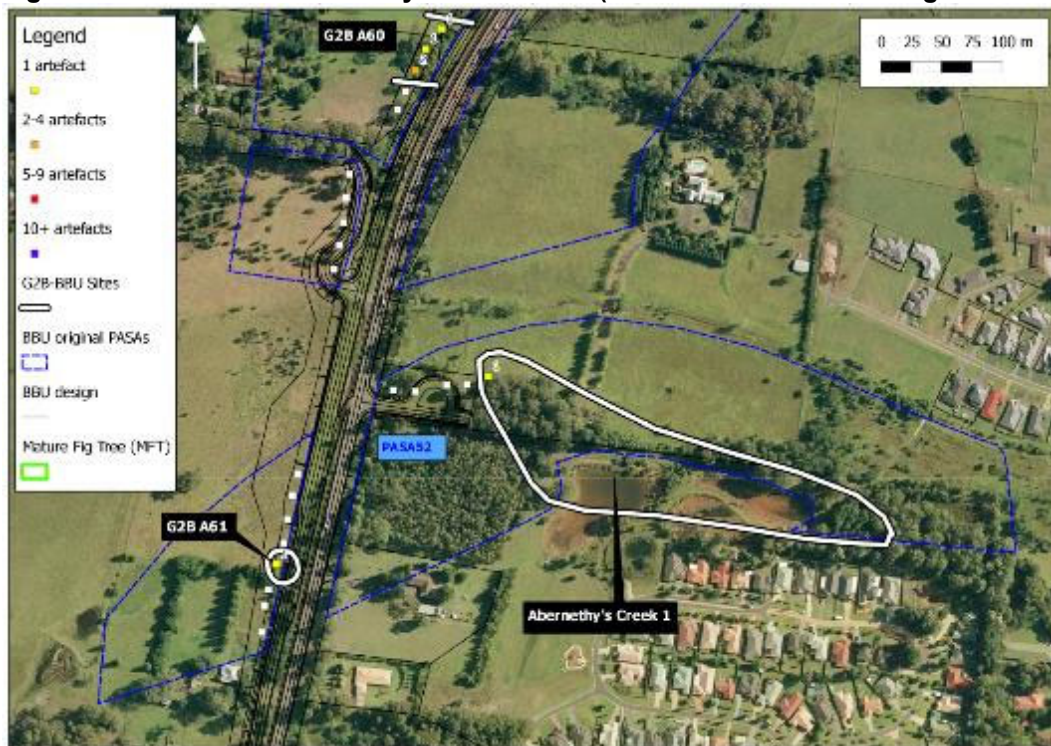 Legend
1 artefact
2-4 artefacts
5-9 artefacts
10+ artefacts
G2B-BBU Sites
BBU original PASAs
BBU design
Mature Fig Tree (MFT)
G2B A60
0 25 50 75 100 m
PASA52
G2B A61
Abernethy's Creek 1